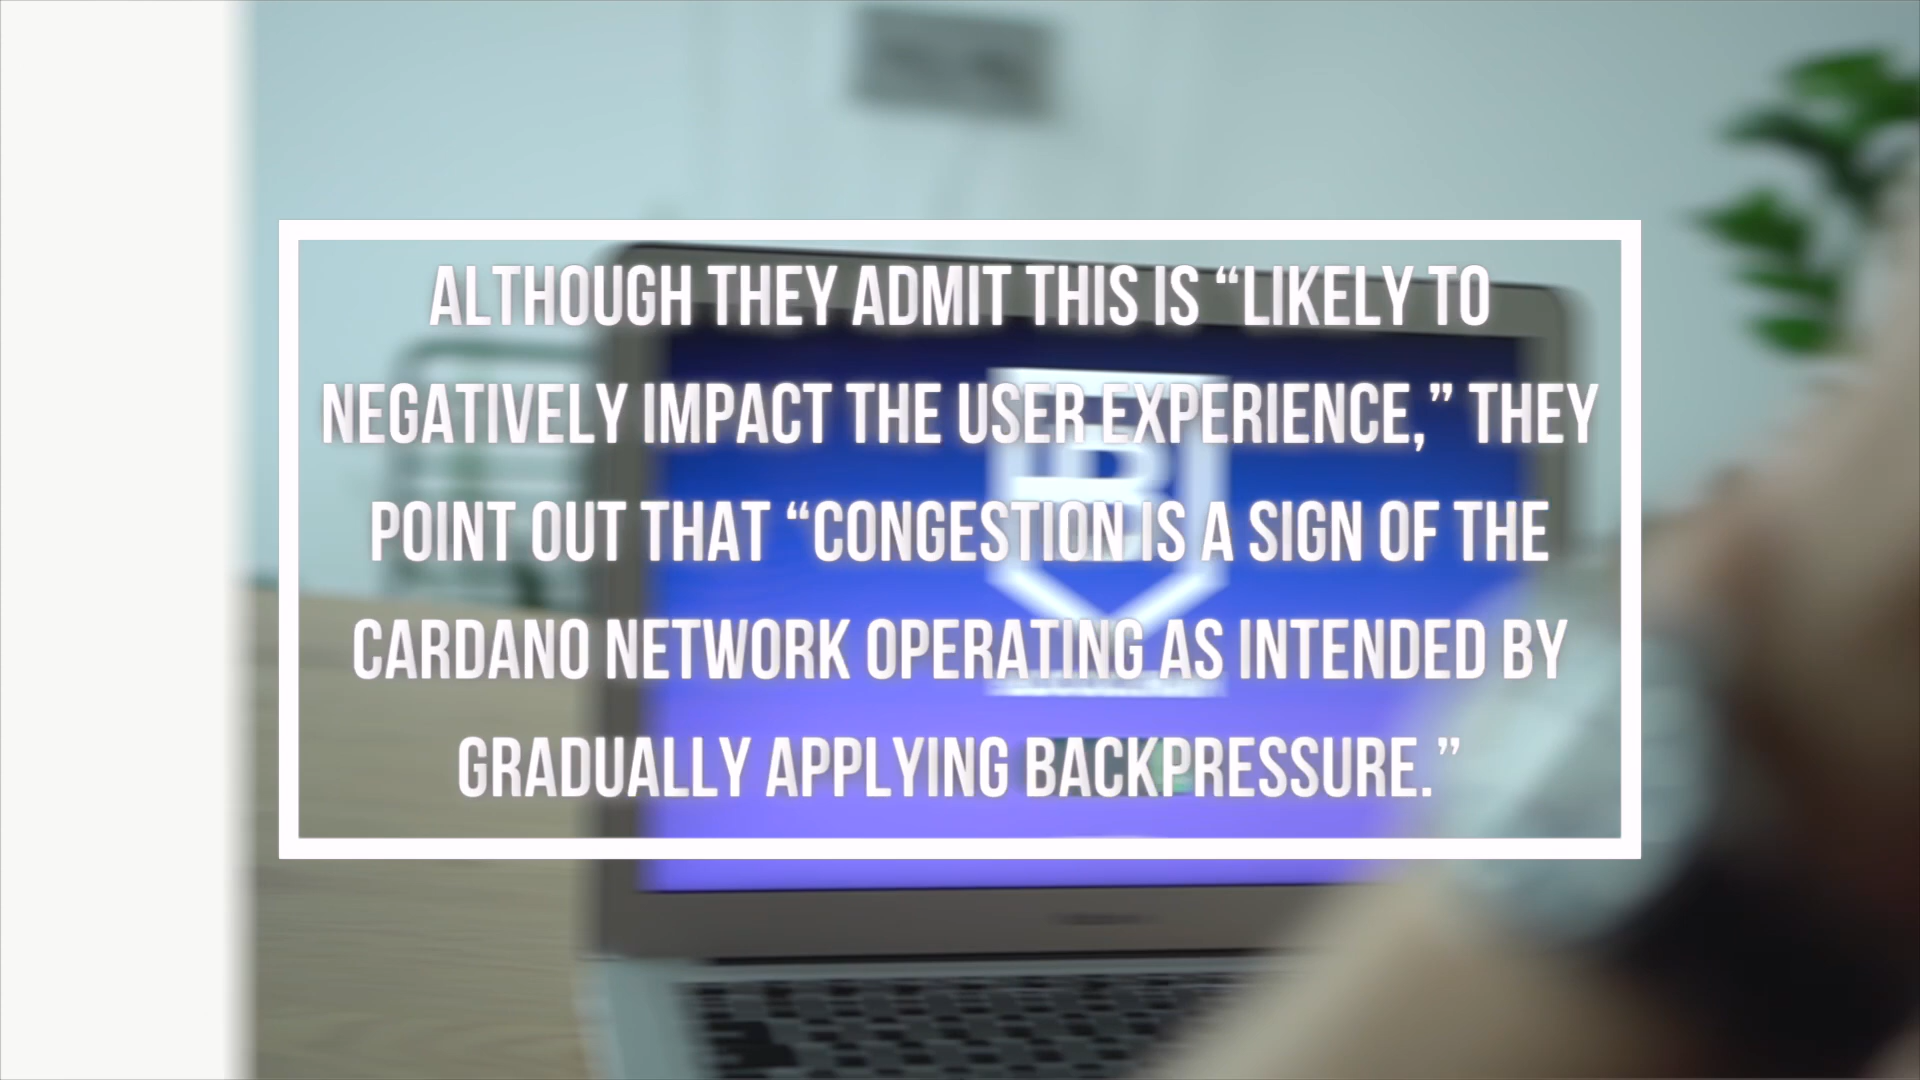 ALTHOUGH THEY ADMIT THIS IS “LIKELY TO
NEGATIVELY IMPACT THE USER EXPERIENCE,” THEY
POINT OUT THAT “CONGESTION IS A SIGN OF THE
CARDANO NETWORK OPERATING AS INTENDED BY
GRADUALLY APPLYING BACKPRESSURE.”